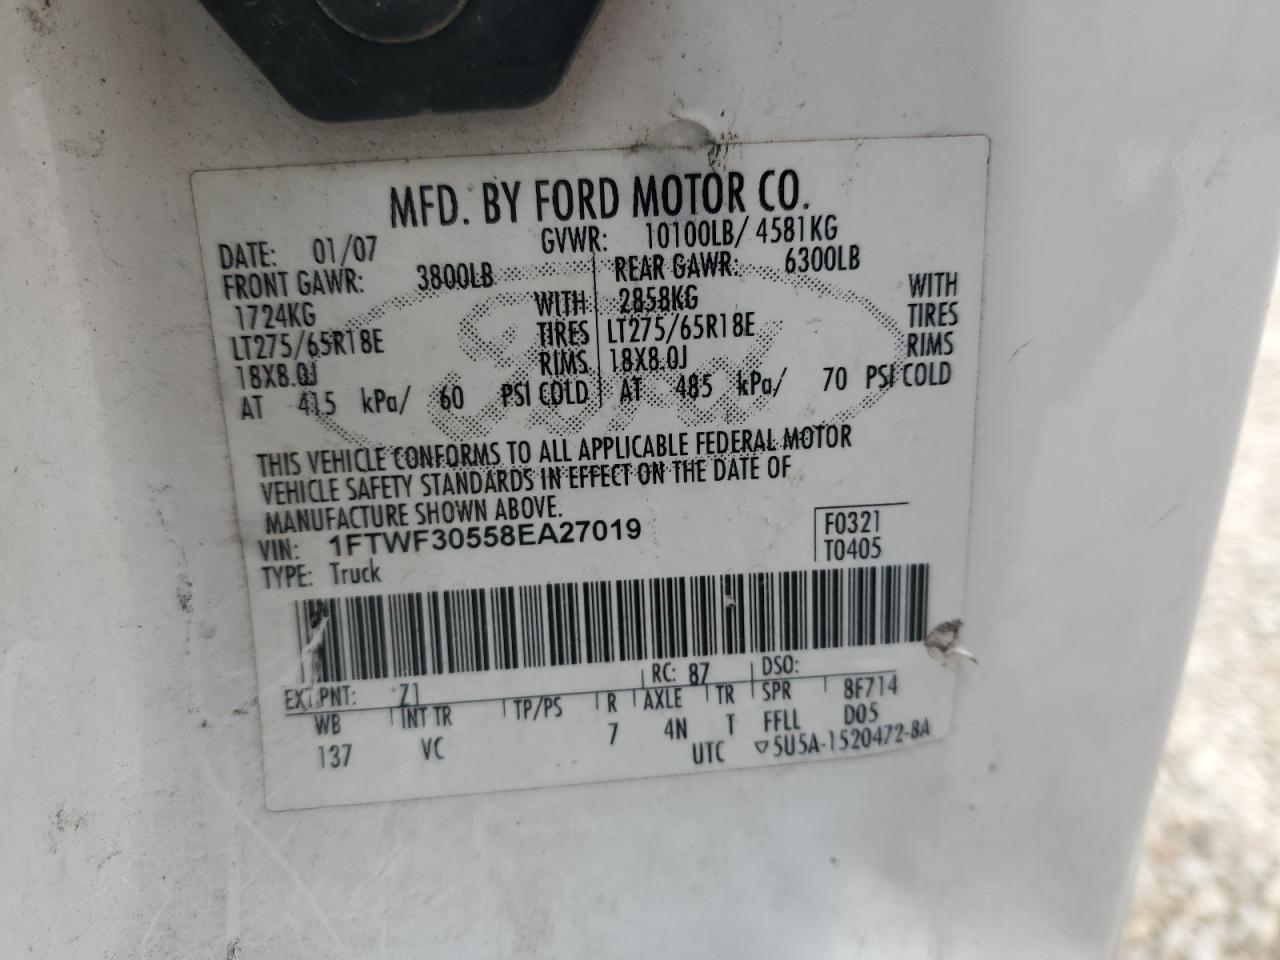 MFD. BY FORD MOTOR CO.
DATE: 01/07 GVWR: 10100LB/ 4581KG
FRONT GAWR: 3800LB REAR GAWR: 6300LB
1724KG WITH 2858KG WITH
LT275/65R18E TIRES LT275/65R18E TIRES
18X8.0J RIMS 18X8.0J RIMS
AT 415 kPa/ 60 PSI COLD AT 485 kPa/ 70 PSI COLD
THIS VEHICLE CONFORMS TO ALL APPLICABLE FEDERAL MOTOR
VEHICLE SAFETY STANDARDS IN EFFECT ON THE DATE OF
MANUFACTURE SHOWN ABOVE.
VIN: 1FTWF30558EA27019 F0321
TYPE: Truck T0405
EXT PNT: Z1 RC: 87 DSO:
WB INT TR TP/PS R AXLE TR SPR 8F714
137 VC 7 4N T FFLL D05
UTC ▽5U5A-1520472-BA